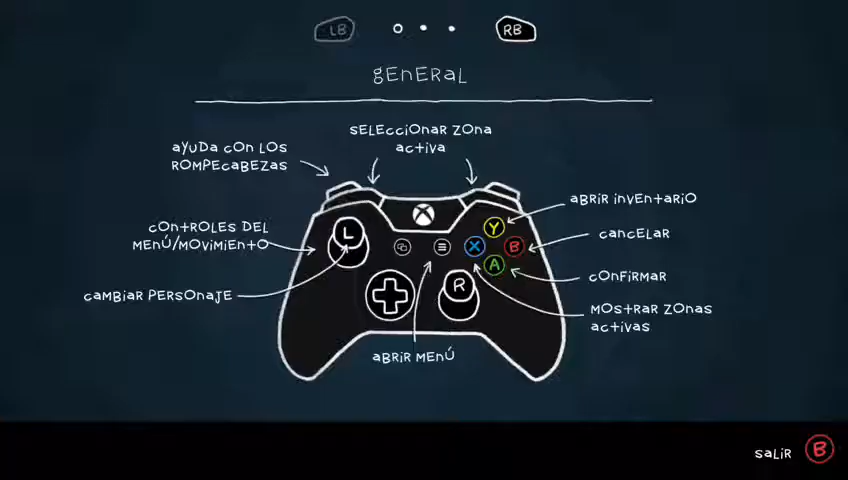 LB
RB
GENERAL
SELECCIONAR ZONA
ACTIVA
AYUDA CON LOS
ROMPECABEZAS
ABRIR INVENTARIO
CONTROLES DEL
MENÚ/MOVIMIENTO
L
Y
X
B
CANCELAR
A
CONFIRMAR
CAMBIAR PERSONAJE
R
MOSTRAR ZONAS
ACTIVAS
ABRIR MENÚ
SALIR B